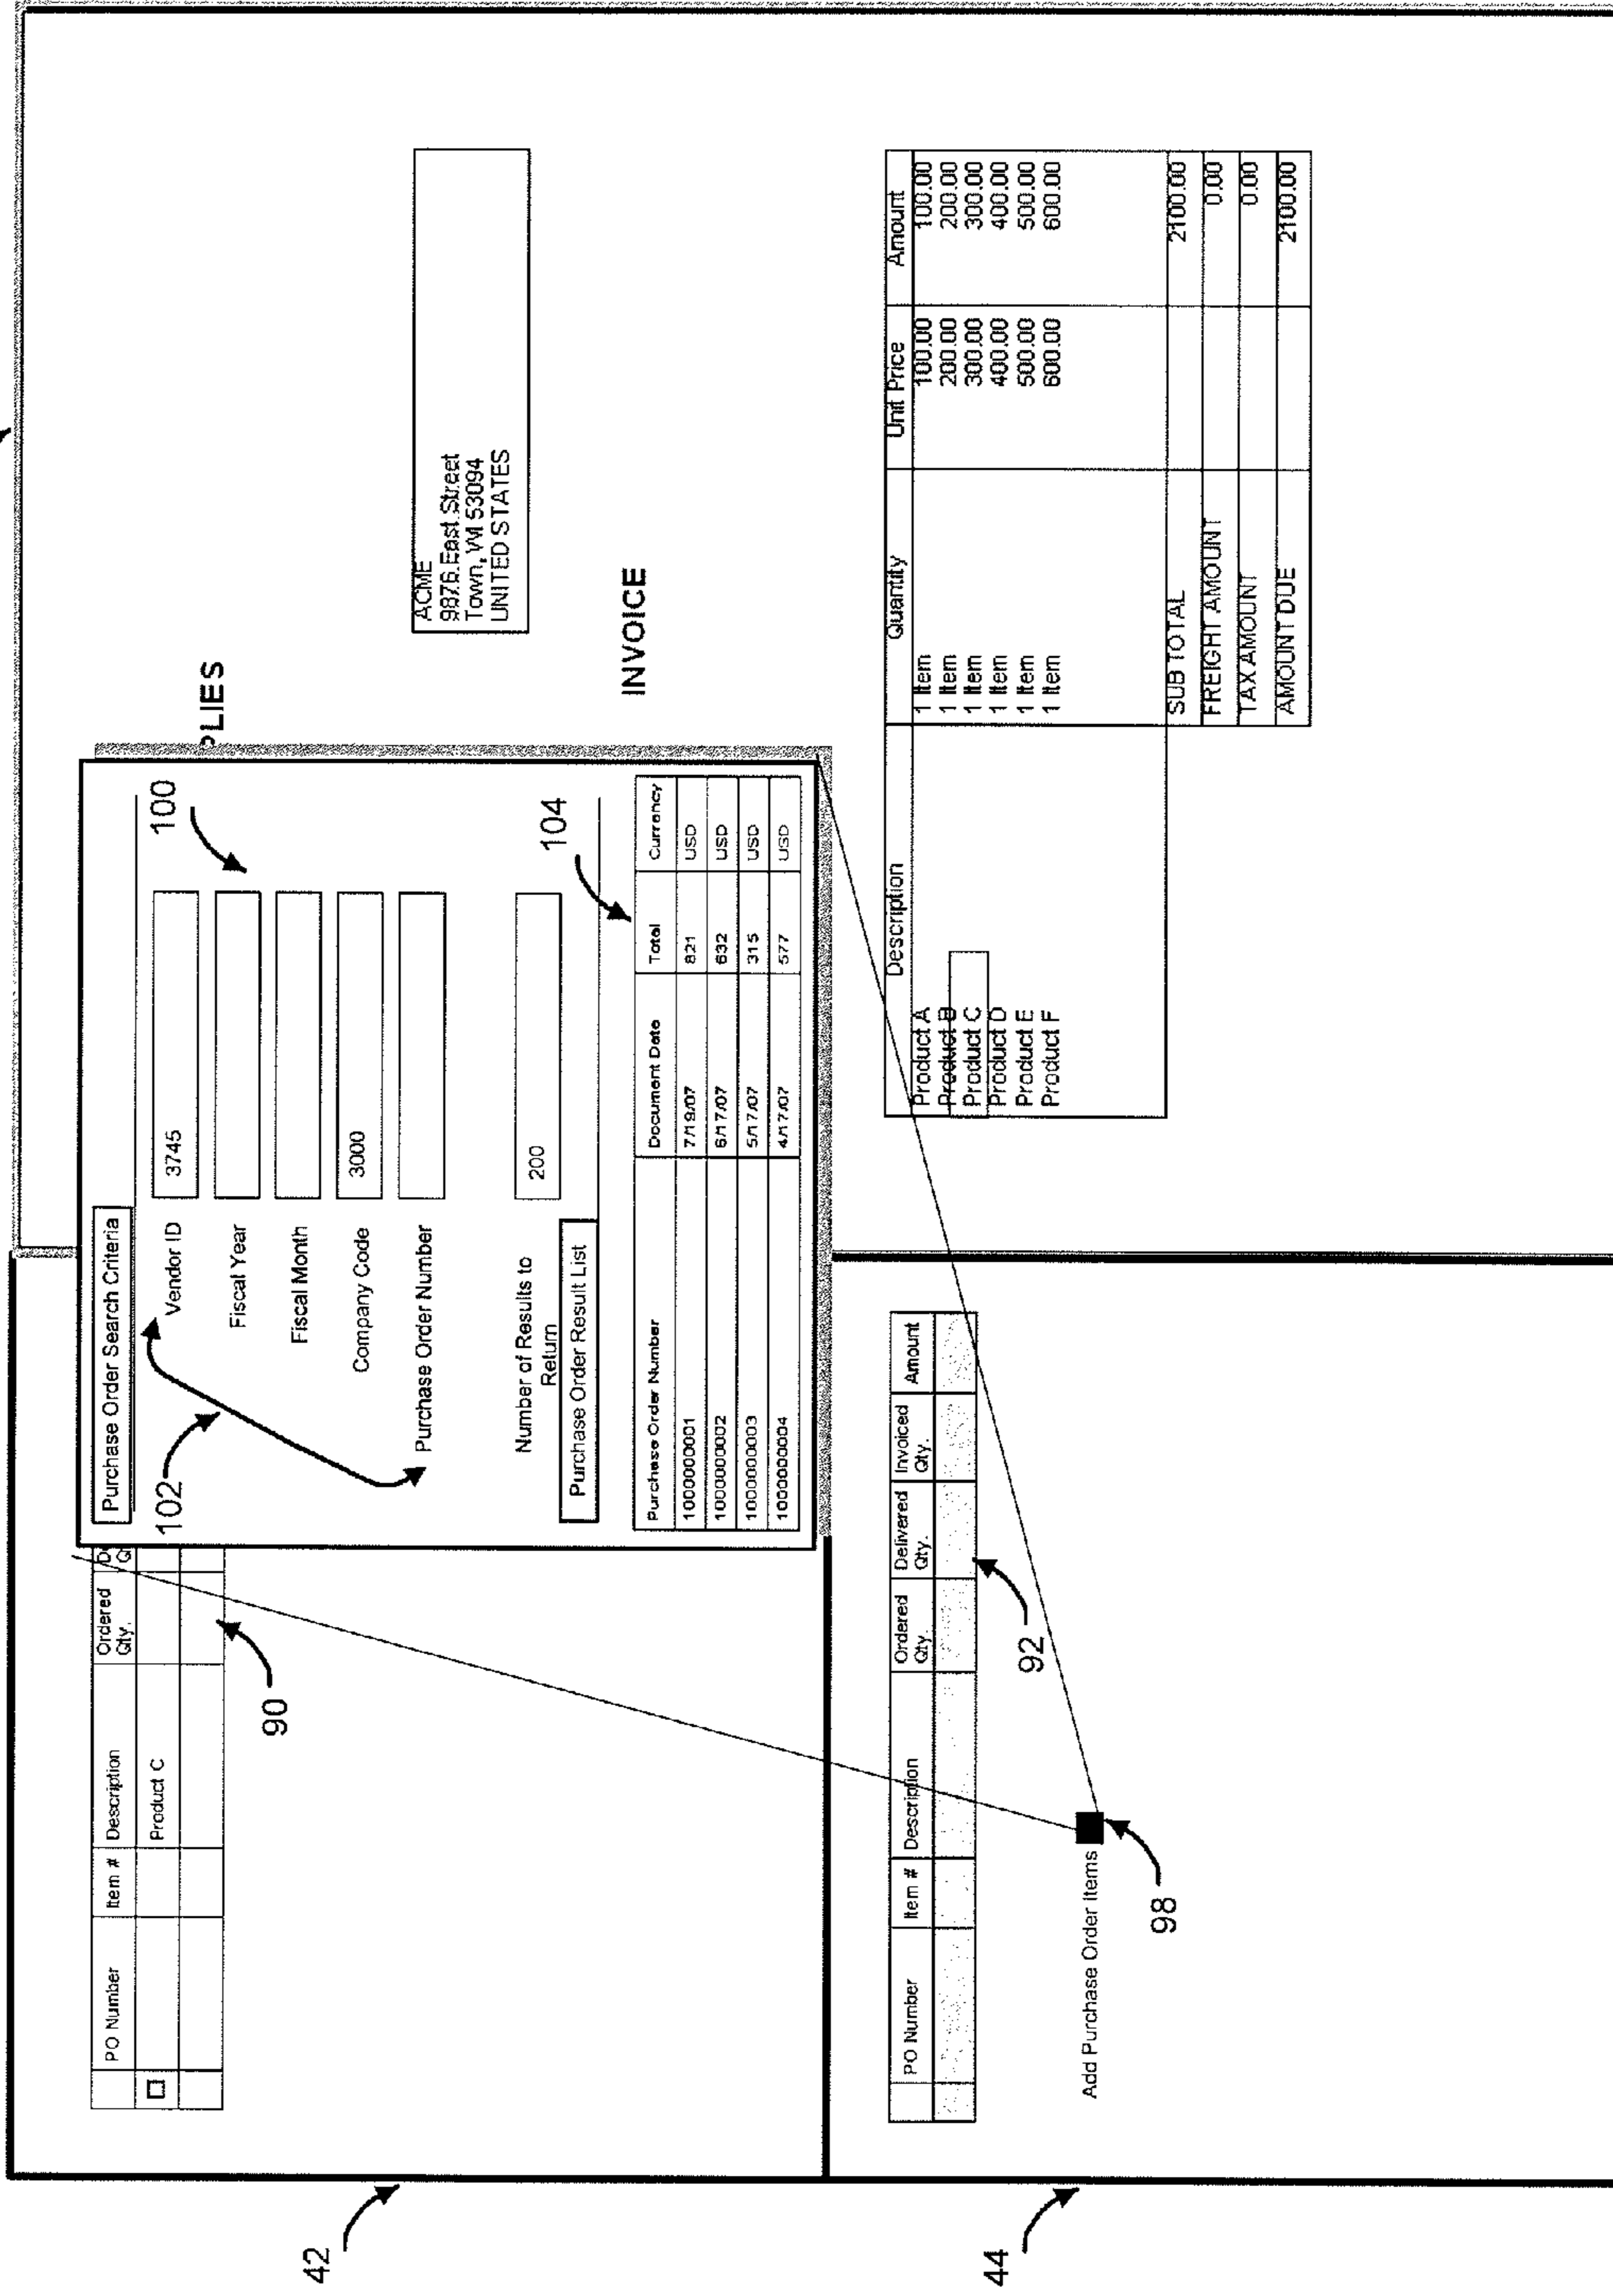 42
PO Number Item # Description Ordered Qty.
Product C
90
Purchase Order Search Criteria
102
Vendor ID 3745
100
Fiscal Year
Fiscal Month
Company Code 3000
Purchase Order Number
Number of Results to Return 200
Purchase Order Result List
104
Purchase Order Number Document Date Total Currency
1000000001 7/19/07 821 USD
1000000002 6/17/07 632 USD
1000000003 5/17/07 315 USD
1000000004 4/17/07 577 USD
PLIES
ACME
9876 East Street
Town, WI 53094
UNITED STATES
INVOICE
44
PO Number Item # Description Ordered Qty. Delivered Qty. Invoiced Qty. Amount
92
Add Purchase Order Items
98
Description Quantity Unit Price Amount
Product A 1 Item 100.00 100.00
Product B 1 Item 200.00 200.00
Product C 1 Item 300.00 300.00
Product D 1 Item 400.00 400.00
Product E 1 Item 500.00 500.00
Product F 1 Item 600.00 600.00
SUB TOTAL 2100.00
FREIGHT AMOUNT 0.00
TAX AMOUNT 0.00
AMOUNT DUE 2100.00